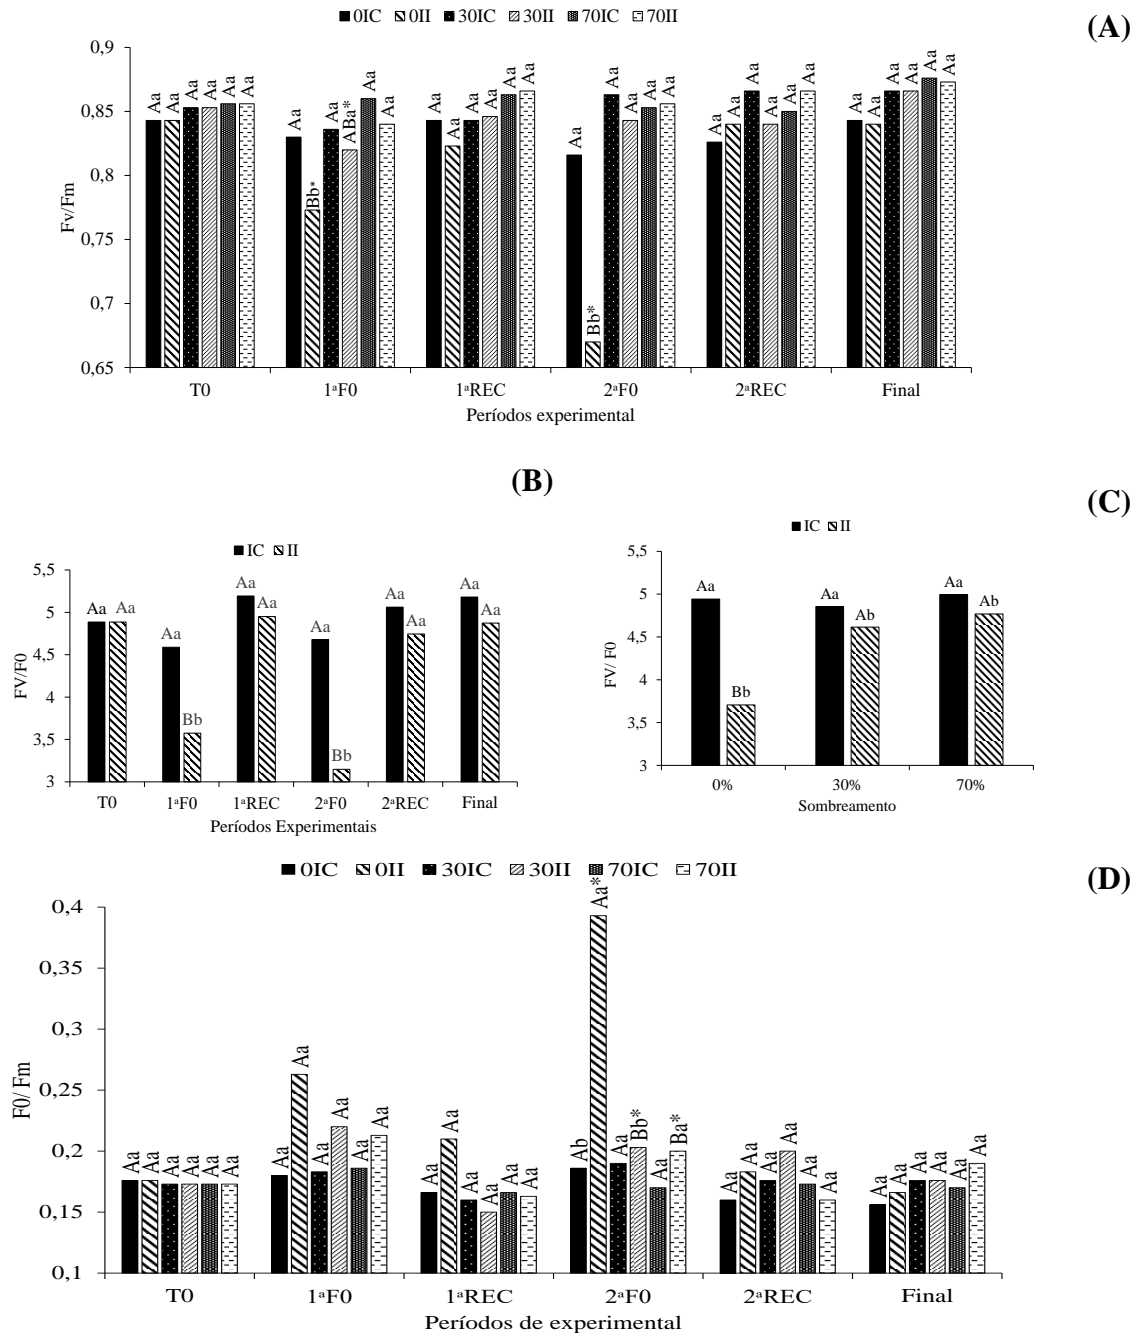 0IC 0II 30IC 30II 70IC 70II
(A)
0,9
0,85
0,8
0,75
0,7
0,65
Fv/Fm
Aa Aa Aa Aa Aa Aa
Aa Bb* Aa ABa* Aa Aa
Aa Aa Aa Aa Aa Aa
Aa Bb* Aa Aa Aa Aa
Aa Aa Aa Aa Aa Aa
Aa Aa Aa Aa Aa Aa
T0 1ªF0 1ªREC 2ªF0 2ªREC Final
Períodos experimental
(B)
IC II
5,5
5
4,5
4
3,5
3
FV/F0
Aa Aa Aa Bb Aa Aa Aa Bb Aa Aa Aa Aa
T0 1ªF0 1ªREC 2ªF0 2ªREC Final
Períodos Experimentais
(C)
IC II
5,5
5
4,5
4
3,5
3
FV/ F0
Aa Bb Aa Ab Aa Ab
0% 30% 70%
Sombreamento
0IC 0II 30IC 30II 70IC 70II
(D)
0,4
0,35
0,3
0,25
0,2
0,15
0,1
F0/ Fm
Aa Aa Aa Aa Aa Aa
Aa Aa Aa Aa Aa Aa
Aa Aa Aa Aa Aa Aa
Ab Aa* Aa Bb* Aa Ba*
Aa Aa Aa Aa Aa Aa
Aa Aa Aa Aa Aa Aa
T0 1ªF0 1ªREC 2ªF0 2ªREC Final
Períodos de experimental